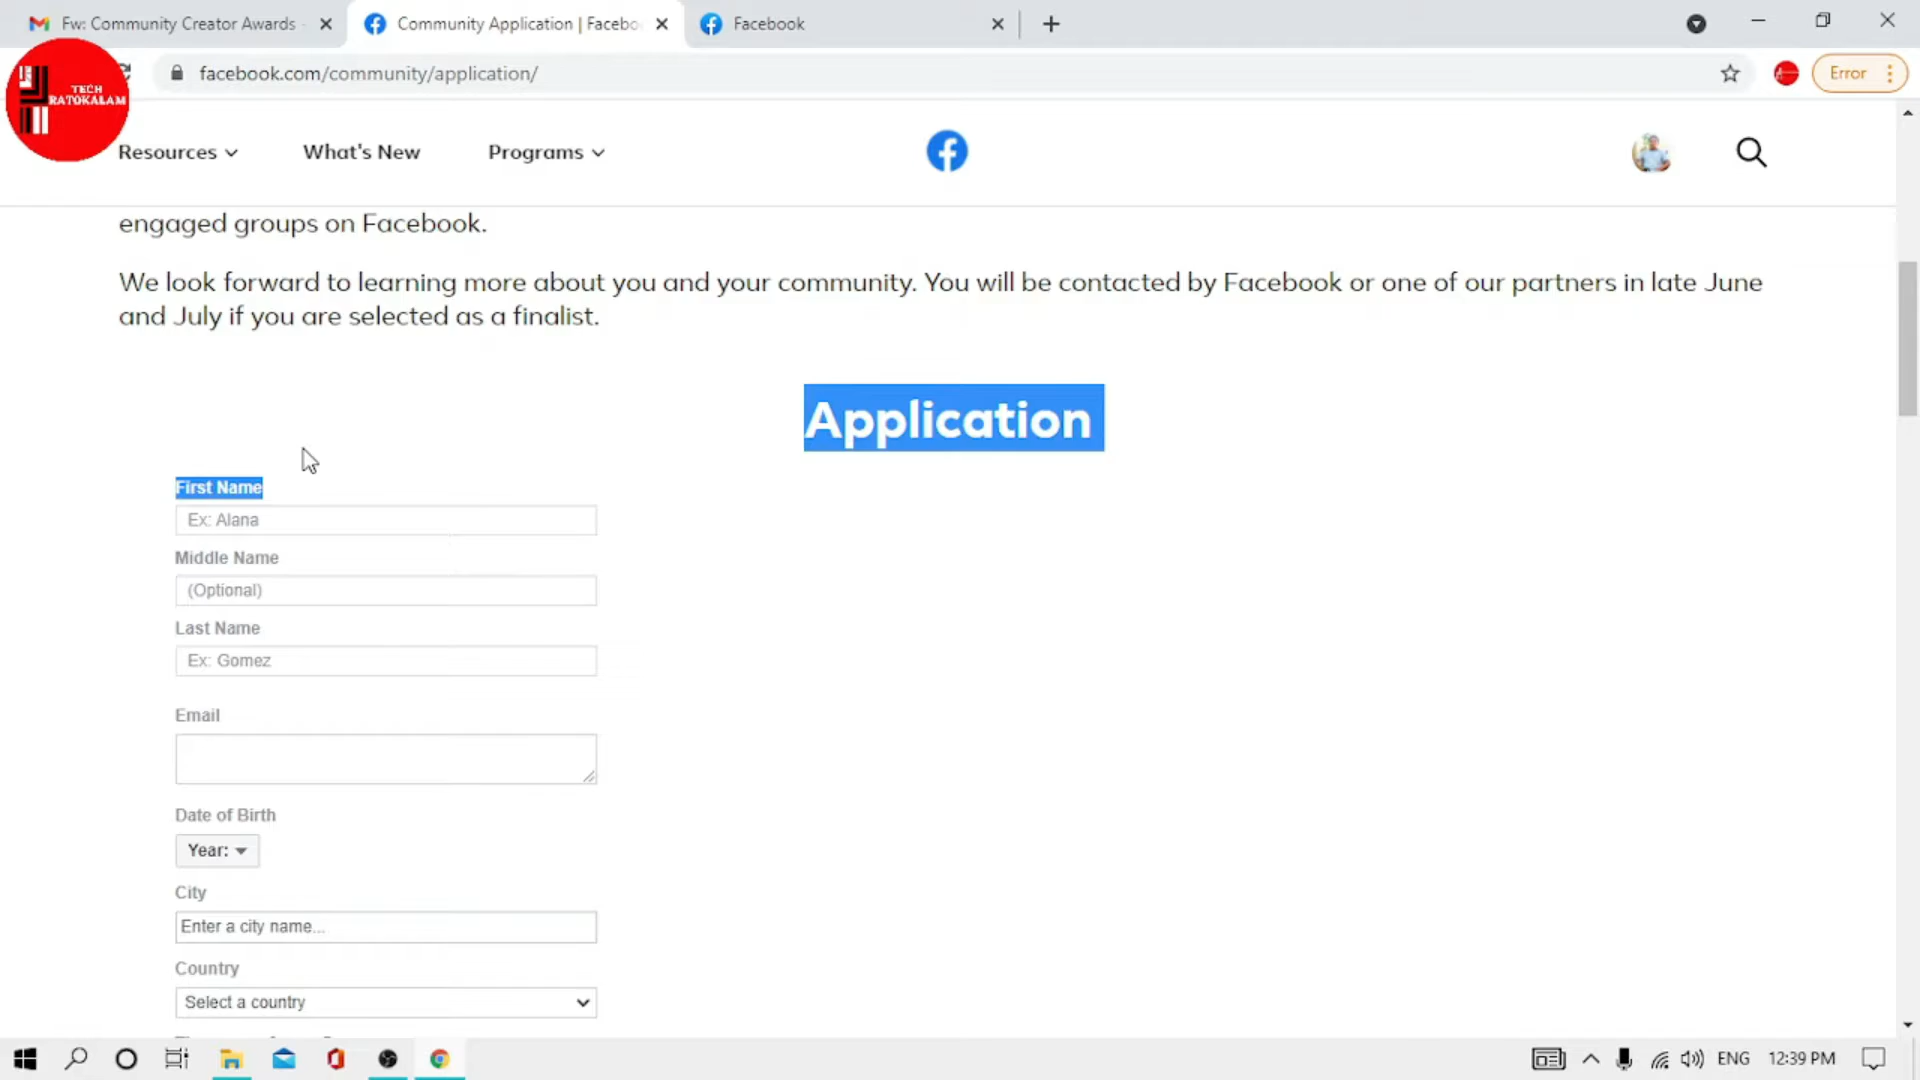 Fw: Community Creator Awards
Community Application | Facebo
Facebook
facebook.com/community/application/
Error
TECH
RATOKALAM
Resources
What's New
Programs
engaged groups on Facebook.
We look forward to learning more about you and your community. You will be contacted by Facebook or one of our partners in late June
and July if you are selected as a finalist.
Application
First Name
Ex: Alana
Middle Name
(Optional)
Last Name
Ex: Gomez
Email
Date of Birth
Year:
City
Enter a city name...
Country
Select a country
ENG
12:39 PM